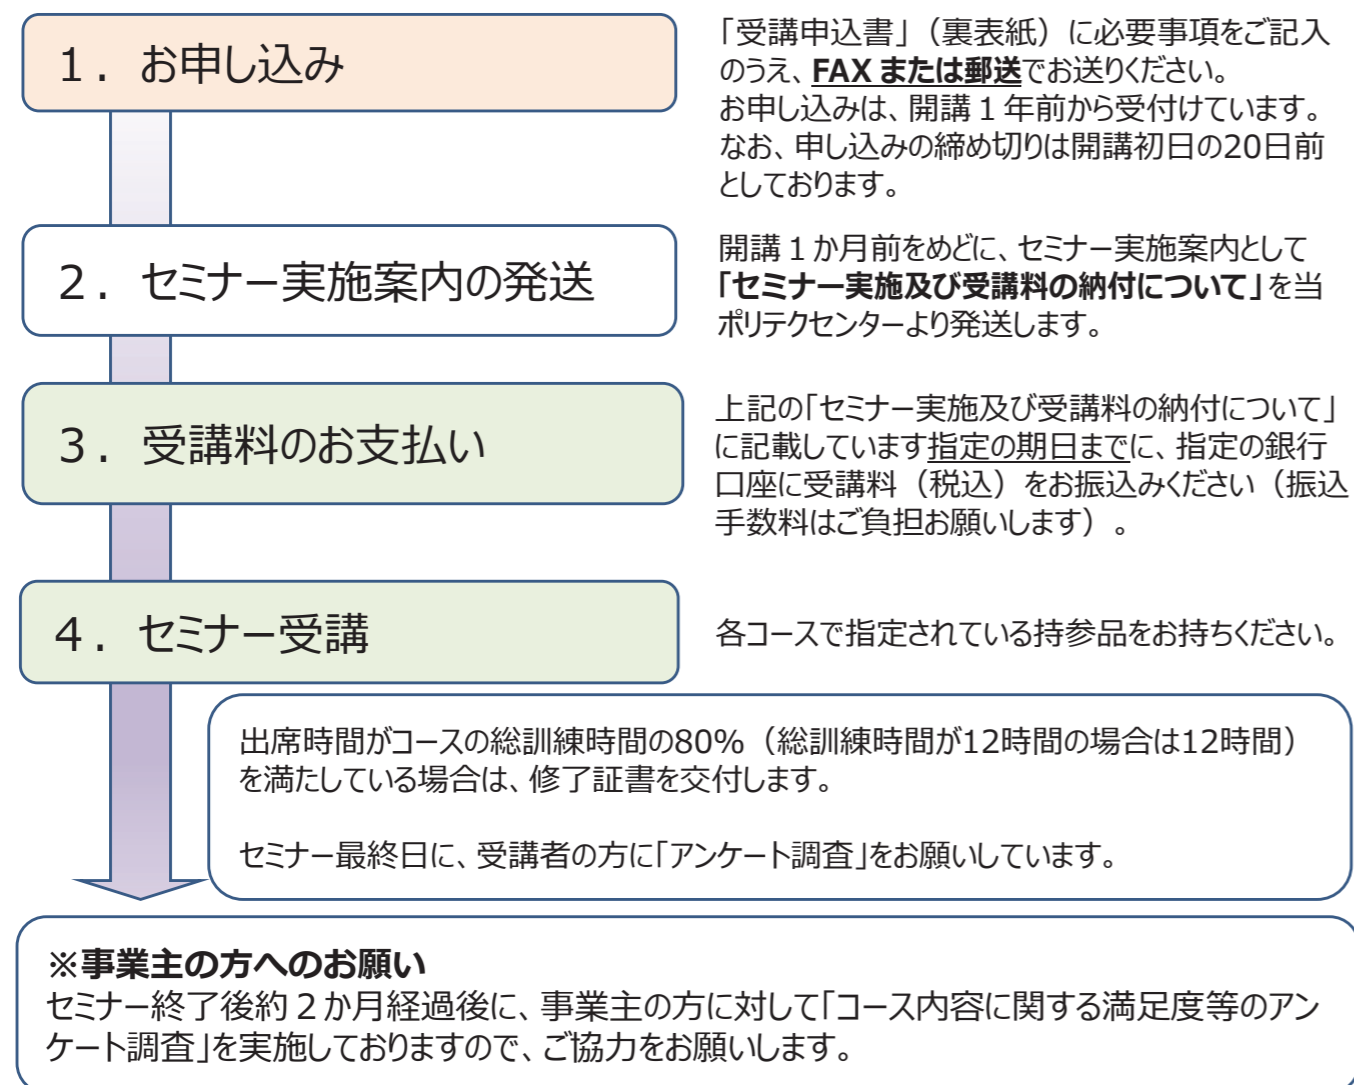 １．お申し込み
「受講申込書」（裏表紙）に必要事項をご記入
のうえ、FAX または郵送でお送りください。
お申し込みは、開講１年前から受付けています。
なお、申し込みの締め切りは開講初日の20日前
としております。
２．セミナー実施案内の発送
開講１か月前をめどに、セミナー実施案内として
「セミナー実施及び受講料の納付について」を当
ポリテクセンターより発送します。
３．受講料のお支払い
上記の「セミナー実施及び受講料の納付について」
に記載しています指定の期日までに、指定の銀行
口座に受講料（税込）をお振込みください（振込
手数料はご負担お願いします）。
４．セミナー受講
各コースで指定されている持参品をお持ちください。
出席時間がコースの総訓練時間の80%（総訓練時間が12時間の場合は12時間）
を満たしている場合は、修了証書を交付します。
セミナー最終日に、受講者の方に「アンケート調査」をお願いしています。
※事業主の方へのお願い
セミナー終了後約２か月経過後に、事業主の方に対して「コース内容に関する満足度等のアン
ケート調査」を実施しておりますので、ご協力をお願いします。